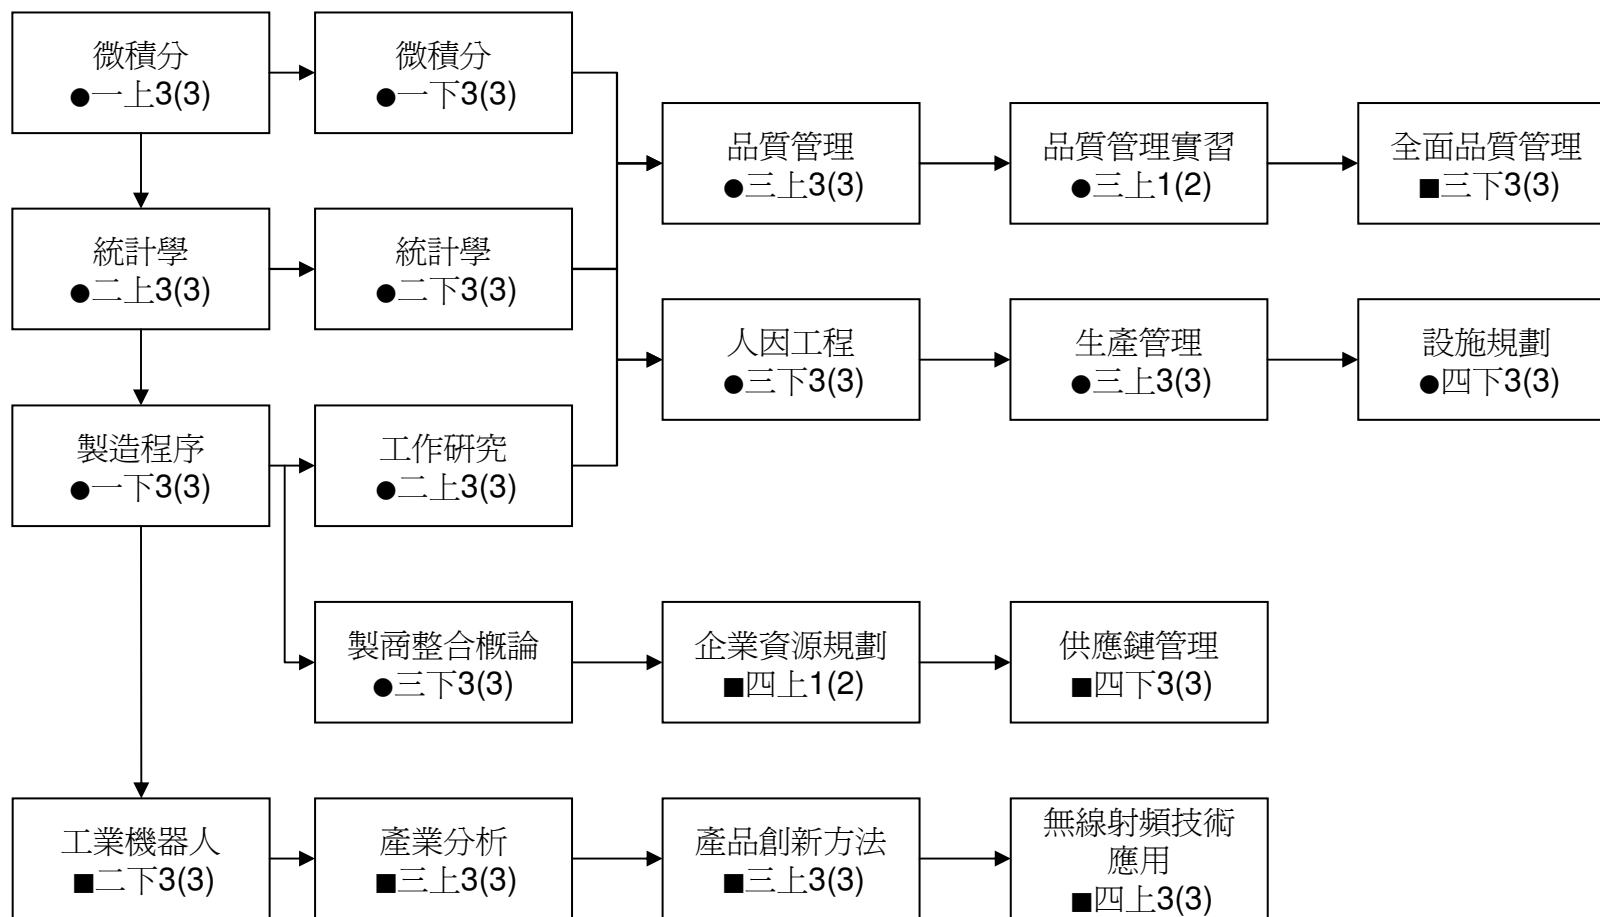 微積分
●一上3(3)
微積分
●一下3(3)
品質管理
●三上3(3)
品質管理實習
●三上1(2)
全面品質管理
■三下3(3)
統計學
●二上3(3)
統計學
●二下3(3)
人因工程
●三下3(3)
生產管理
●三上3(3)
設施規劃
●四下3(3)
製造程序
●一下3(3)
工作研究
●二上3(3)
製商整合概論
●三下3(3)
企業資源規劃
■四上1(2)
供應鏈管理
■四下3(3)
工業機器人
■二下3(3)
產業分析
■三上3(3)
產品創新方法
■三上3(3)
無線射頻技術
應用
■四上3(3)